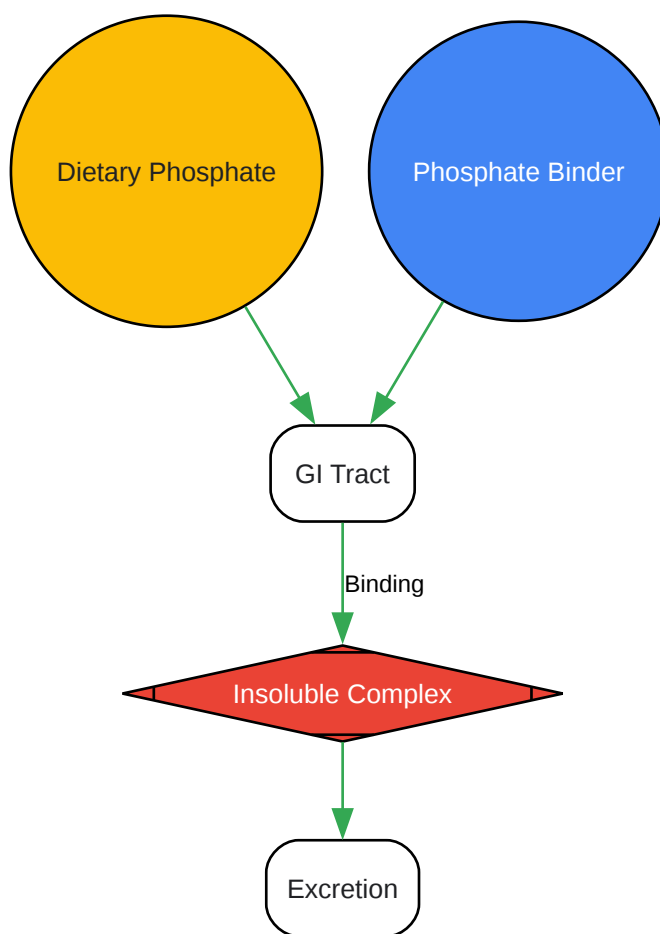 Dietary Phosphate
Phosphate Binder
GI Tract
Binding
Insoluble Complex
Excretion